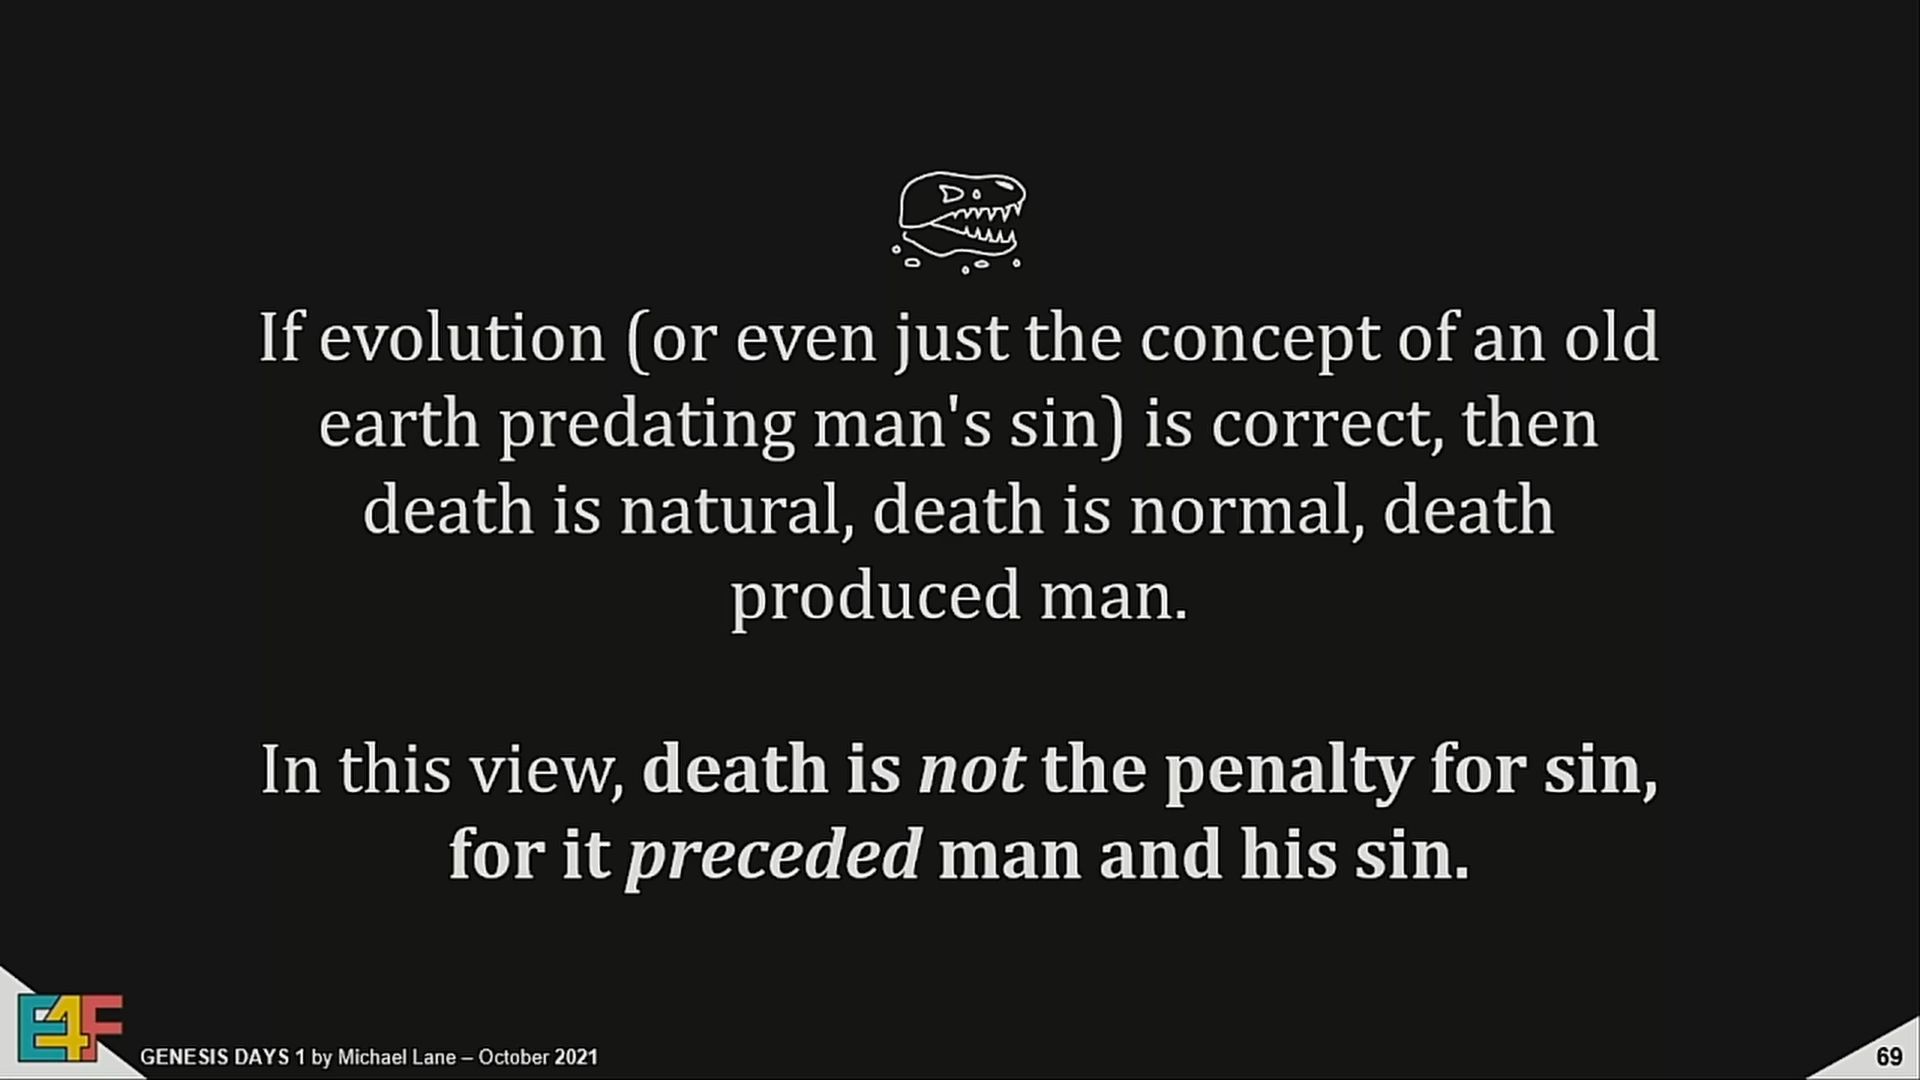 If evolution (or even just the concept of an old
earth predating man's sin) is correct, then
death is natural, death is normal, death
produced man.
In this view, death is not the penalty for sin,
for it preceded man and his sin.
E4F
GENESIS DAYS 1 by Michael Lane – October 2021
69